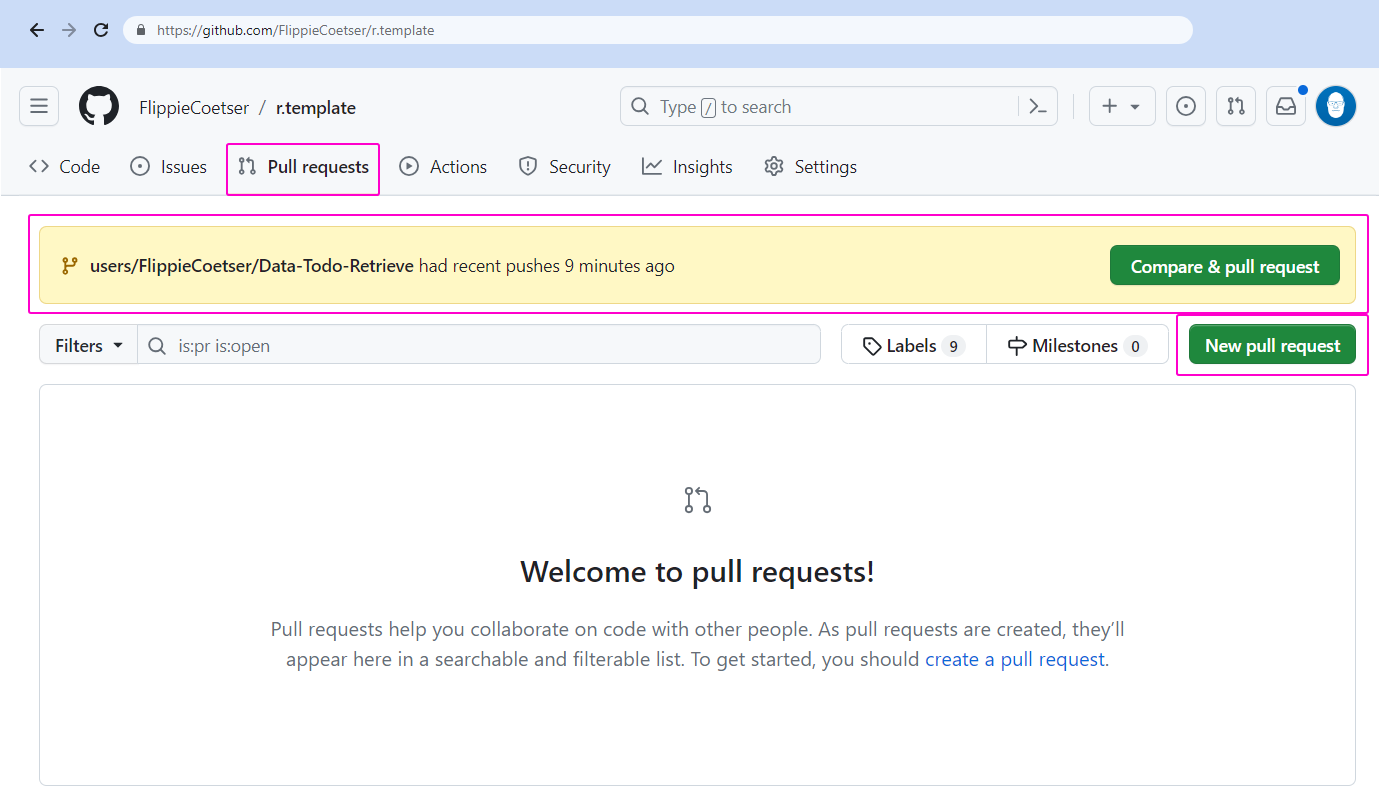 https://github.com/FlippieCoetser/r.template
FlippieCoetser / r.template
Type / to search
Code Issues Pull requests Actions Security Insights Settings
users/FlippieCoetser/Data-Todo-Retrieve had recent pushes 9 minutes ago
Compare & pull request
Filters
is:pr is:open
Labels 9
Milestones 0
New pull request
Welcome to pull requests!
Pull requests help you collaborate on code with other people. As pull requests are created, they’ll
appear here in a searchable and filterable list. To get started, you should create a pull request.